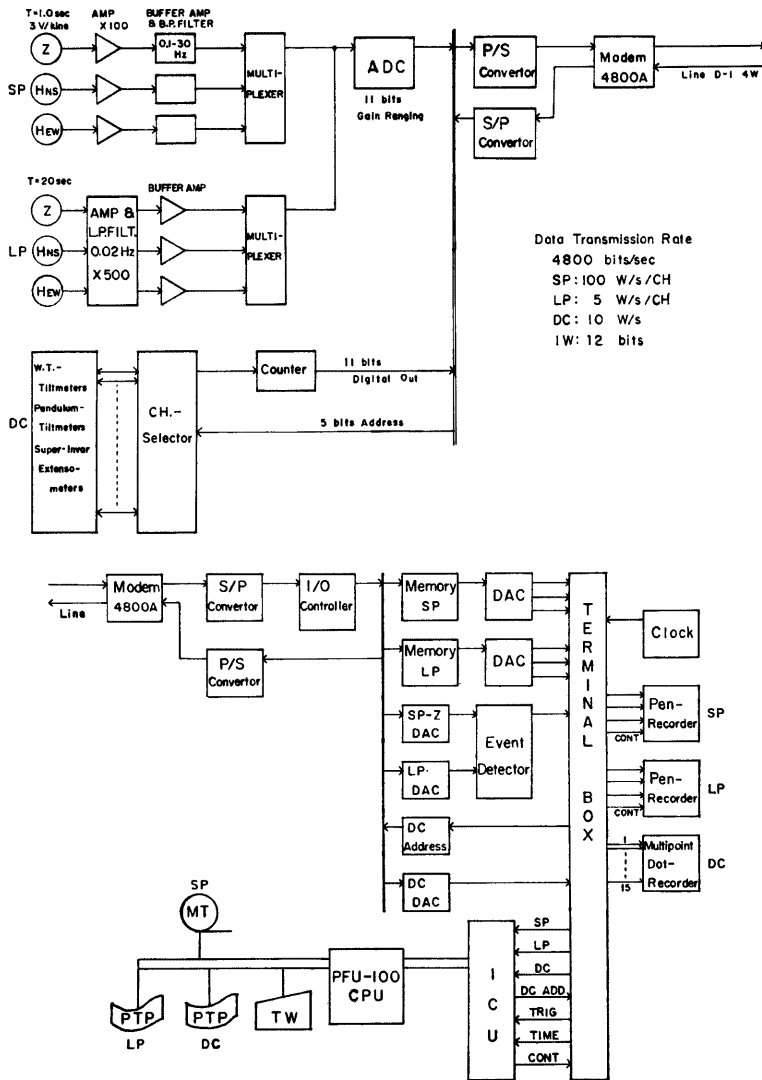 T=1.0sec
3V/kine
AMP
X100
BUFFER AMP
& B.P. FILTER
SP
Z
HNS
HEW
0.1-30
Hz
MULTI-
PLEXER
ADC
11 bits
Gain Ranging
P/S
Convertor
S/P
Convertor
Modem
4800A
Line D-1 4W
T=20sec
LP
Z
HNS
HEW
AMP &
L.P.FILT.
0.02Hz
X500
BUFFER AMP
MULTI-
PLEXER
Data Transmission Rate
4800 bits/sec
SP:100 W/s/CH
LP: 5 W/s/CH
DC: 10 W/s
1W: 12 bits
DC
W.T.-
Tiltmeters
Pendulum-
Tiltmeters
Super-Invar
Extenso-
meters
CH.-
Selector
Counter
11 bits
Digital Out
5 bits Address
Line
Modem
4800A
S/P
Convertor
I/O
Controller
P/S
Convertor
Memory
SP
DAC
Memory
LP
DAC
SP-Z
DAC
LP-
DAC
Event
Detector
DC
Address
DC
DAC
TERMINAL BOX
Clock
Pen-
Recorder
SP
CONT
Pen-
Recorder
LP
CONT
1
15
Multipoint
Dot-
Recorder
DC
SP
MT
PTP
LP
PTP
DC
TW
PFU-100
CPU
ICU
SP
LP
DC
DC ADD
TRIG
TIME
CONT